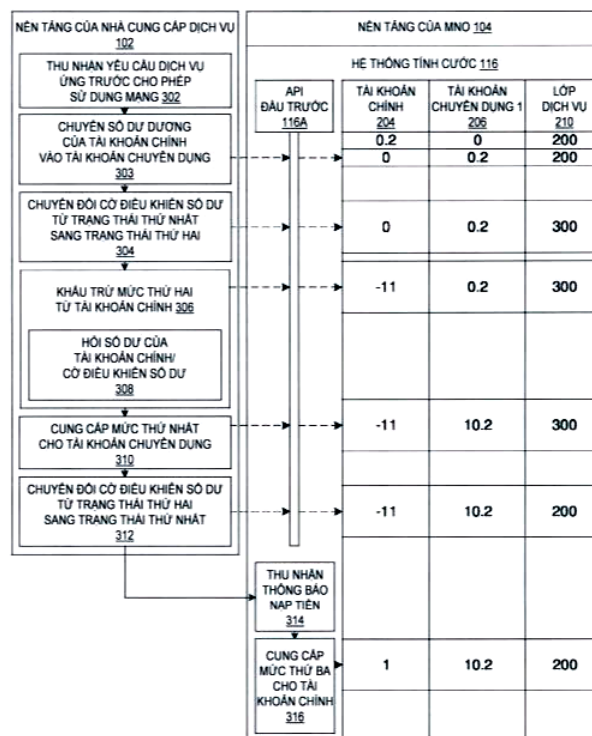 NỀN TẢNG CỦA NHÀ CUNG CẤP DỊCH VỤ
102
THU NHẬN YÊU CẦU DỊCH VỤ
ỨNG TRƯỚC CHO PHÉP
SỬ DỤNG MẠNG 302
CHUYỂN SỐ DƯ DƯƠNG
CỦA TÀI KHOẢN CHÍNH
VÀO TÀI KHOẢN CHUYÊN DỤNG
303
CHUYỂN ĐỔI CỜ ĐIỀU KHIỂN SỐ DƯ
TỪ TRẠNG THÁI THỨ NHẤT
SANG TRẠNG THÁI THỨ HAI
304
KHẤU TRỪ MỨC THỨ HAI
TỪ TÀI KHOẢN CHÍNH 306
HỎI SỐ DƯ CỦA
TÀI KHOẢN CHÍNH/
CỜ ĐIỀU KHIỂN SỐ DƯ
308
CUNG CẤP MỨC THỨ NHẤT
CHO TÀI KHOẢN CHUYÊN DỤNG
310
CHUYỂN ĐỔI CỜ ĐIỀU KHIỂN SỐ DƯ
TỪ TRẠNG THÁI THỨ HAI
SANG TRẠNG THÁI THỨ NHẤT
312
NỀN TẢNG CỦA MNO 104
HỆ THỐNG TÍNH CƯỚC 116
API
ĐẦU TRƯỚC
116A
TÀI KHOẢN
CHÍNH
204
TÀI KHOẢN
CHUYÊN DỤNG 1
206
LỚP
DỊCH VỤ
210
0.2 0 200
0 0.2 200
0 0.2 300
-11 0.2 300
-11 10.2 300
-11 10.2 200
THU NHẬN
THÔNG BÁO
NẠP TIỀN
314
CUNG CẤP
MỨC THỨ BA
CHO TÀI
KHOẢN CHÍNH
316
1 10.2 200